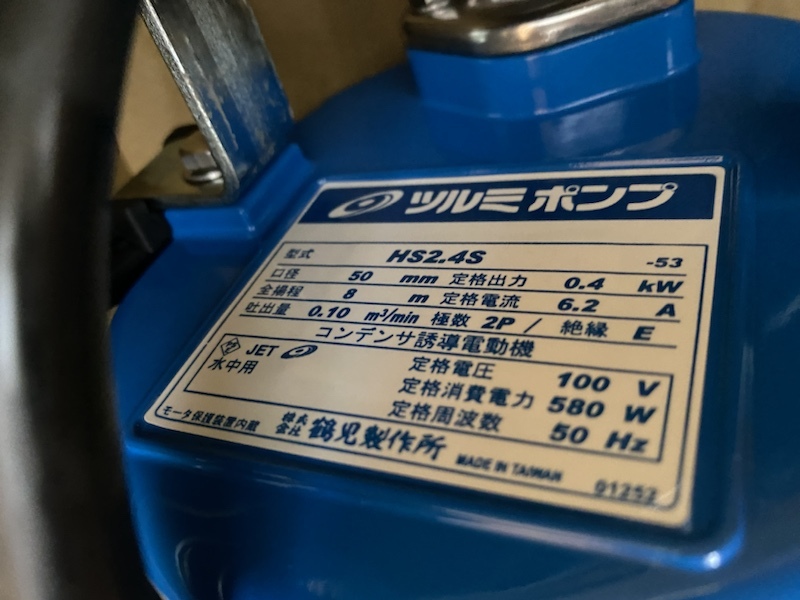 ツルミポンプ
型式 HS2.4S -53
口径 50 mm 定格出力 0.4 kW
全揚程 8 m 定格電流 6.2 A
吐出量 0.10 m³/min 極数 2P / 絶縁 E
コンデンサ誘導電動機
JET 定格電圧 100 V
水中用 定格消費電力 580 W
定格周波数 50 Hz
モータ保護装置内蔵 株式会社 鶴見製作所 MADE IN TAIWAN 01252